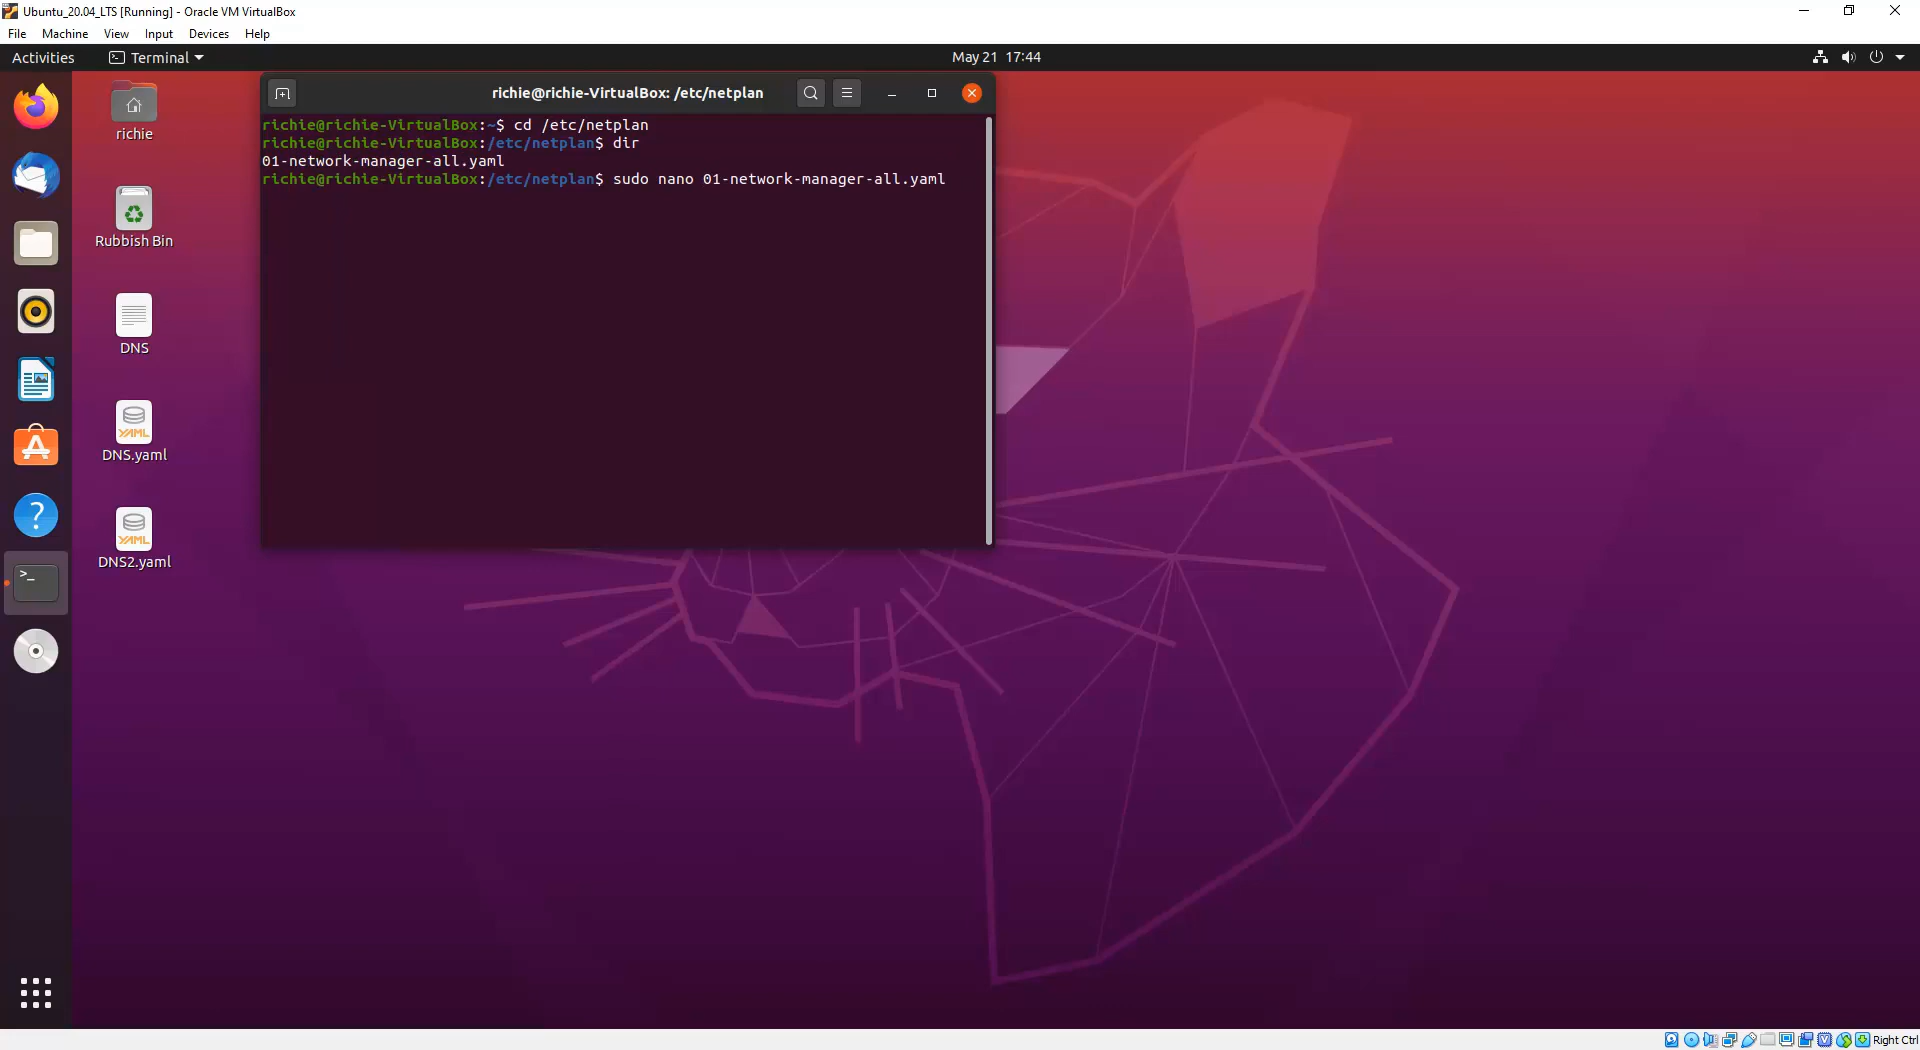 Ubuntu_20.04_LTS [Running] - Oracle VM VirtualBox
File Machine View Input Devices Help
Activities Terminal May 21 17:44
richie@richie-VirtualBox: /etc/netplan
richie@richie-VirtualBox:~$ cd /etc/netplan
richie@richie-VirtualBox:/etc/netplan$ dir
01-network-manager-all.yaml
richie@richie-VirtualBox:/etc/netplan$ sudo nano 01-network-manager-all.yaml
richie
Rubbish Bin
DNS
YAML
DNS.yaml
YAML
DNS2.yaml
Right Ctrl